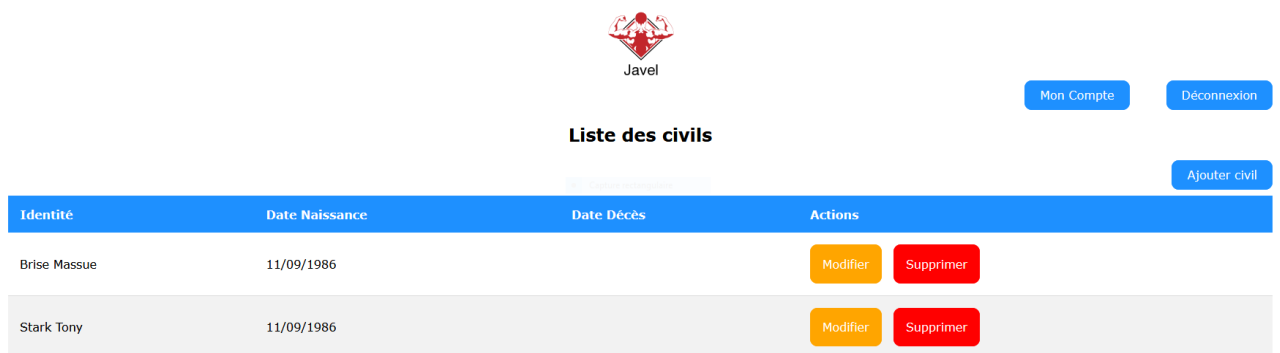 Javel
Mon Compte Déconnexion
Liste des civils
Ajouter civil
Identité Date Naissance Date Décès Actions
Brise Massue 11/09/1986 Modifier Supprimer
Stark Tony 11/09/1986 Modifier Supprimer